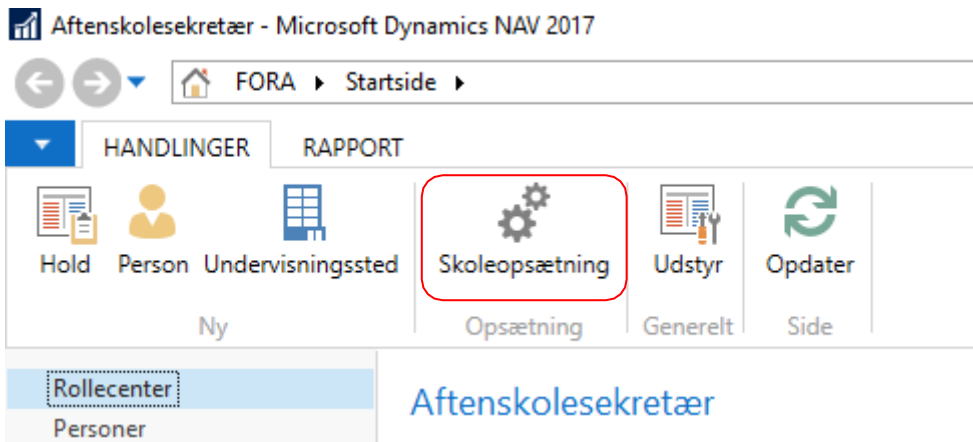 Aftenskolesekretær - Microsoft Dynamics NAV 2017
FORA Startside
HANDLINGER RAPPORT
Hold Person Undervisningssted Skoleopsætning Udstyr Opdater
Ny Opsætning Generelt Side
Rollecenter
Aftenskolesekretær
Personer